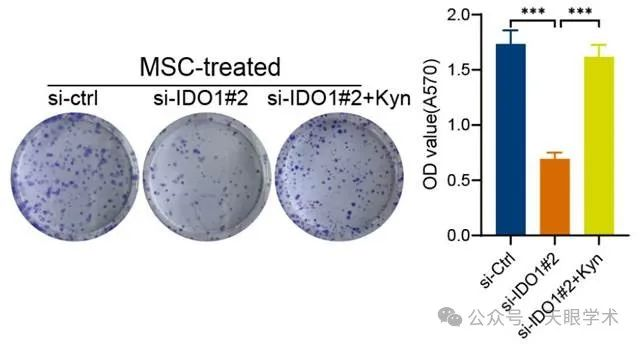 MSC-treated
si-ctrl si-IDO1#2 si-IDO1#2+Kyn
*** ***
OD value(A570)
2.0
1.5
1.0
0.5
0.0
si-Ctrl
si-IDO1#2
si-IDO1#2+Kyn
公众号·天眼学术